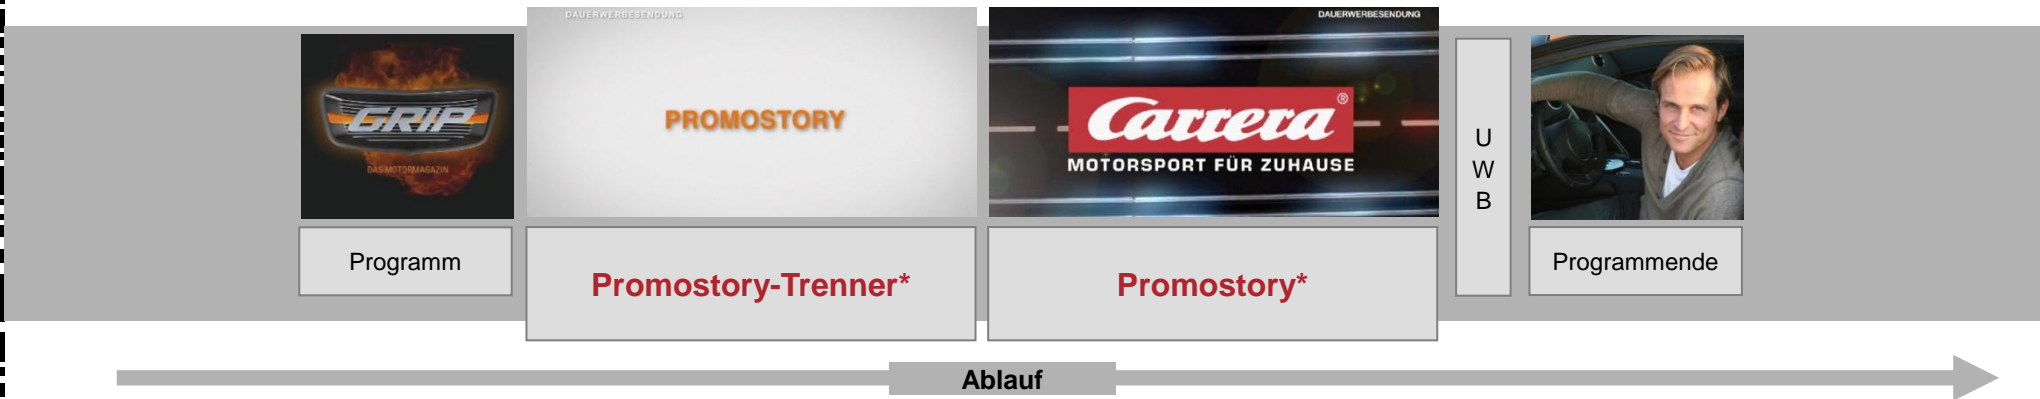 GRIP
DAS MOTORMAGAZIN
Programm
DAUERWERBESENDUNG
PROMOSTORY
Promostory-Trenner*
DAUERWERBESENDUNG
Carrera®
MOTORSPORT FÜR ZUHAUSE
Promostory*
U
W
B
Programmende
Ablauf